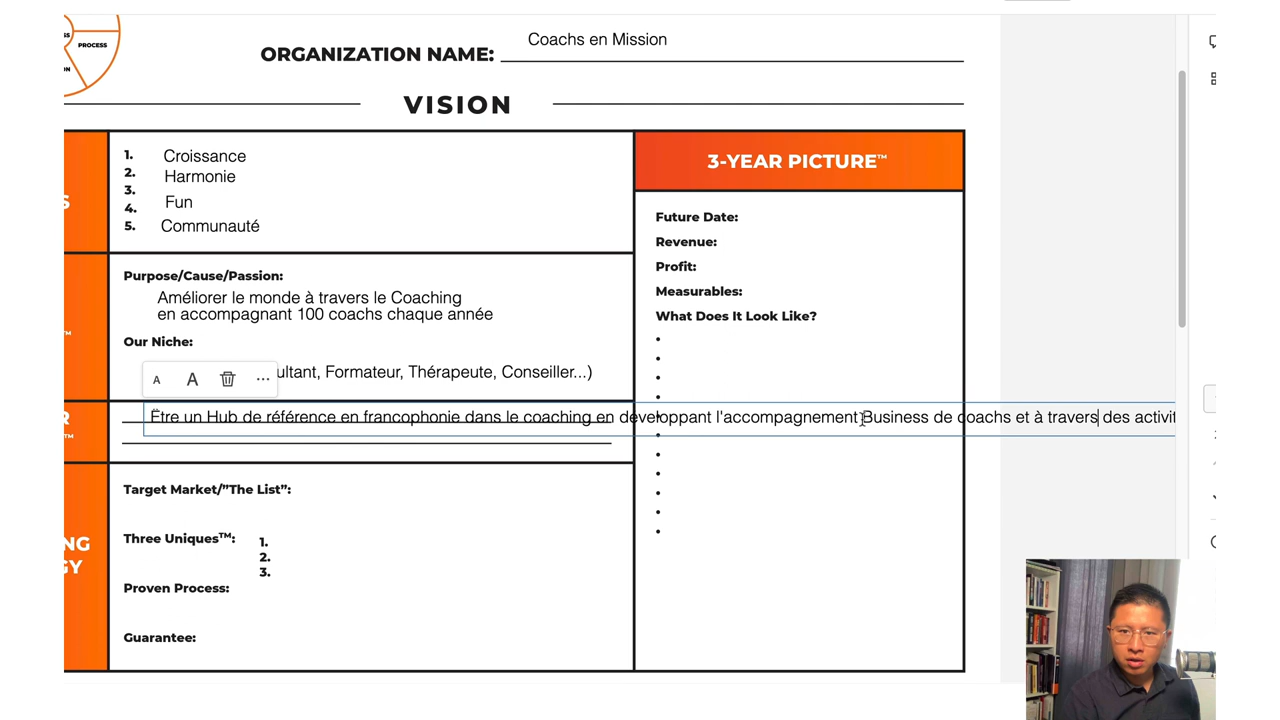 PROCESS
ORGANIZATION NAME: Coachs en Mission
VISION
1. Croissance
2. Harmonie
3.
4. Fun
5. Communauté
3-YEAR PICTURE™
Future Date:
Revenue:
Profit:
Measurables:
What Does It Look Like?
Purpose/Cause/Passion:
Améliorer le monde à travers le Coaching
en accompagnant 100 coachs chaque année
Our Niche:
A A ...
ultant, Formateur, Thérapeute, Conseiller...)
Être un Hub de référence en francophonie dans le coaching en développant l'accompagnement Business de coachs et à travers des activit
Target Market/"The List":
Three Uniques™:
1.
2.
3.
Proven Process:
Guarantee:
S
R
NG
GY